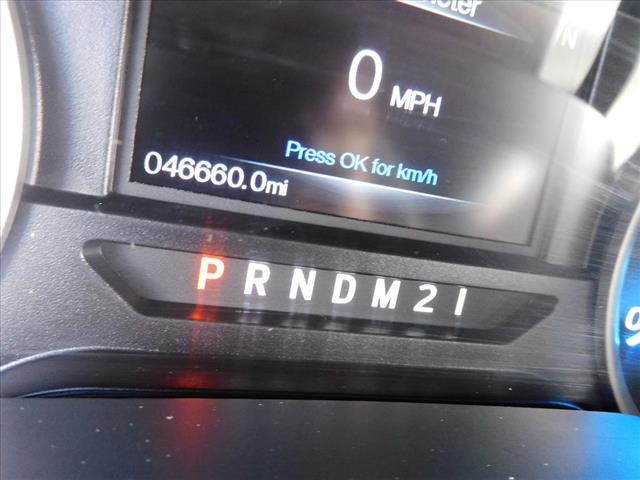 0 MPH
Press OK for km/h
046660.0mi
P R N D M 2 1
N